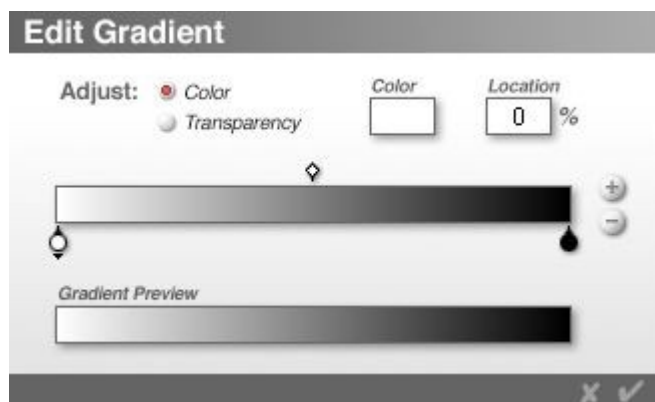 Edit Gradient
Adjust: Color Color Location
Transparency 0 %
Gradient Preview